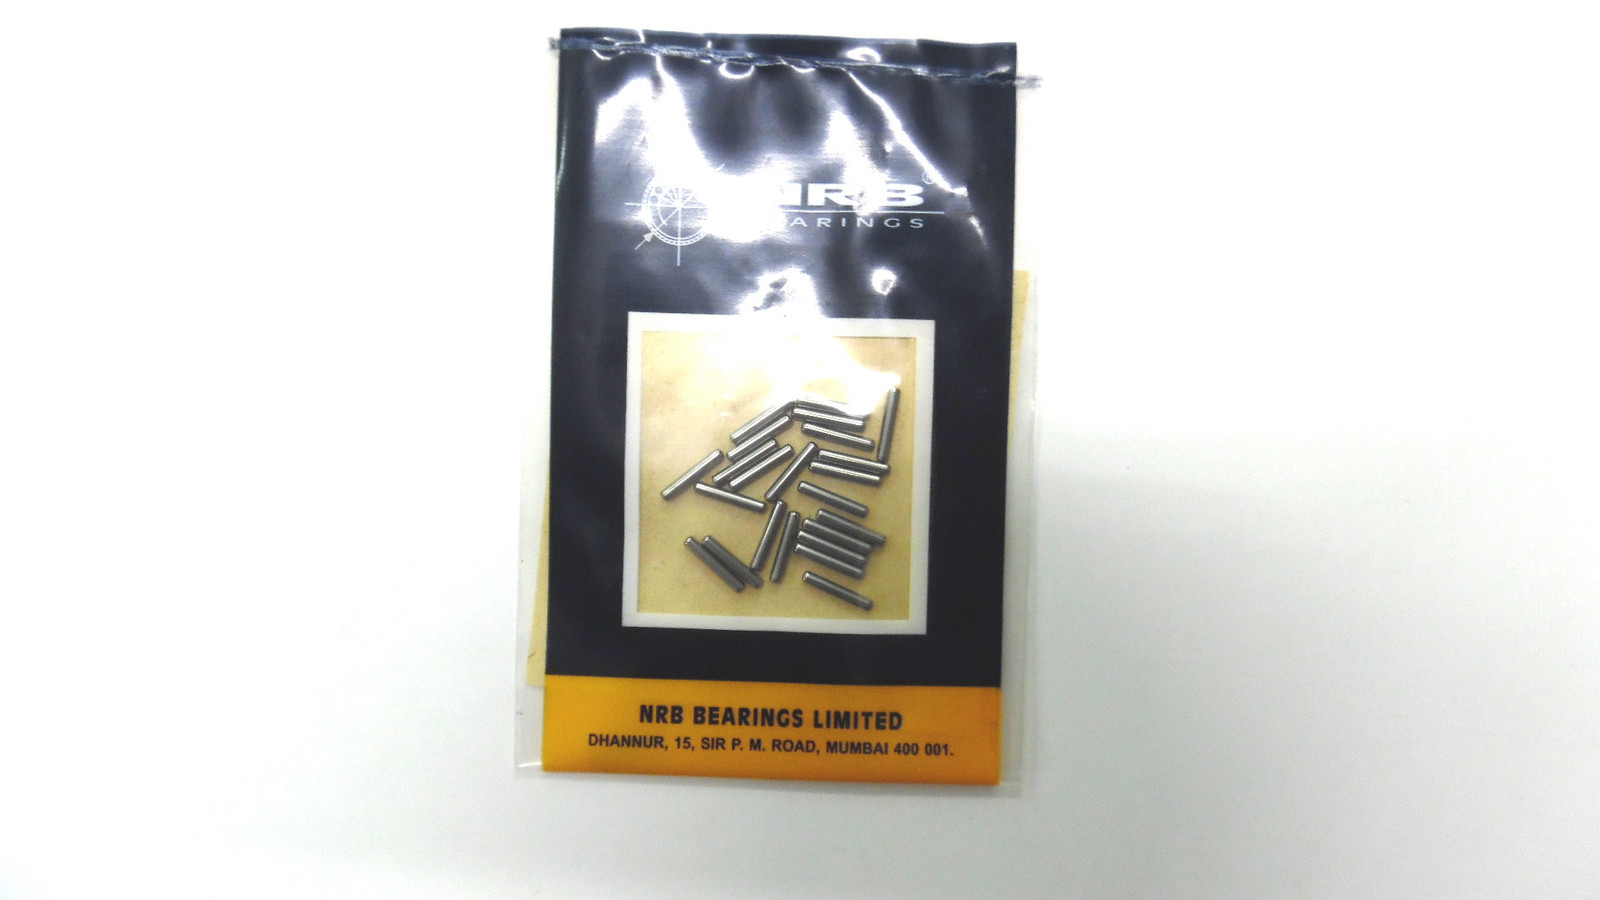 NRB®
BEARINGS
NRB BEARINGS LIMITED
DHANNUR, 15, SIR P. M. ROAD, MUMBAI 400 001.